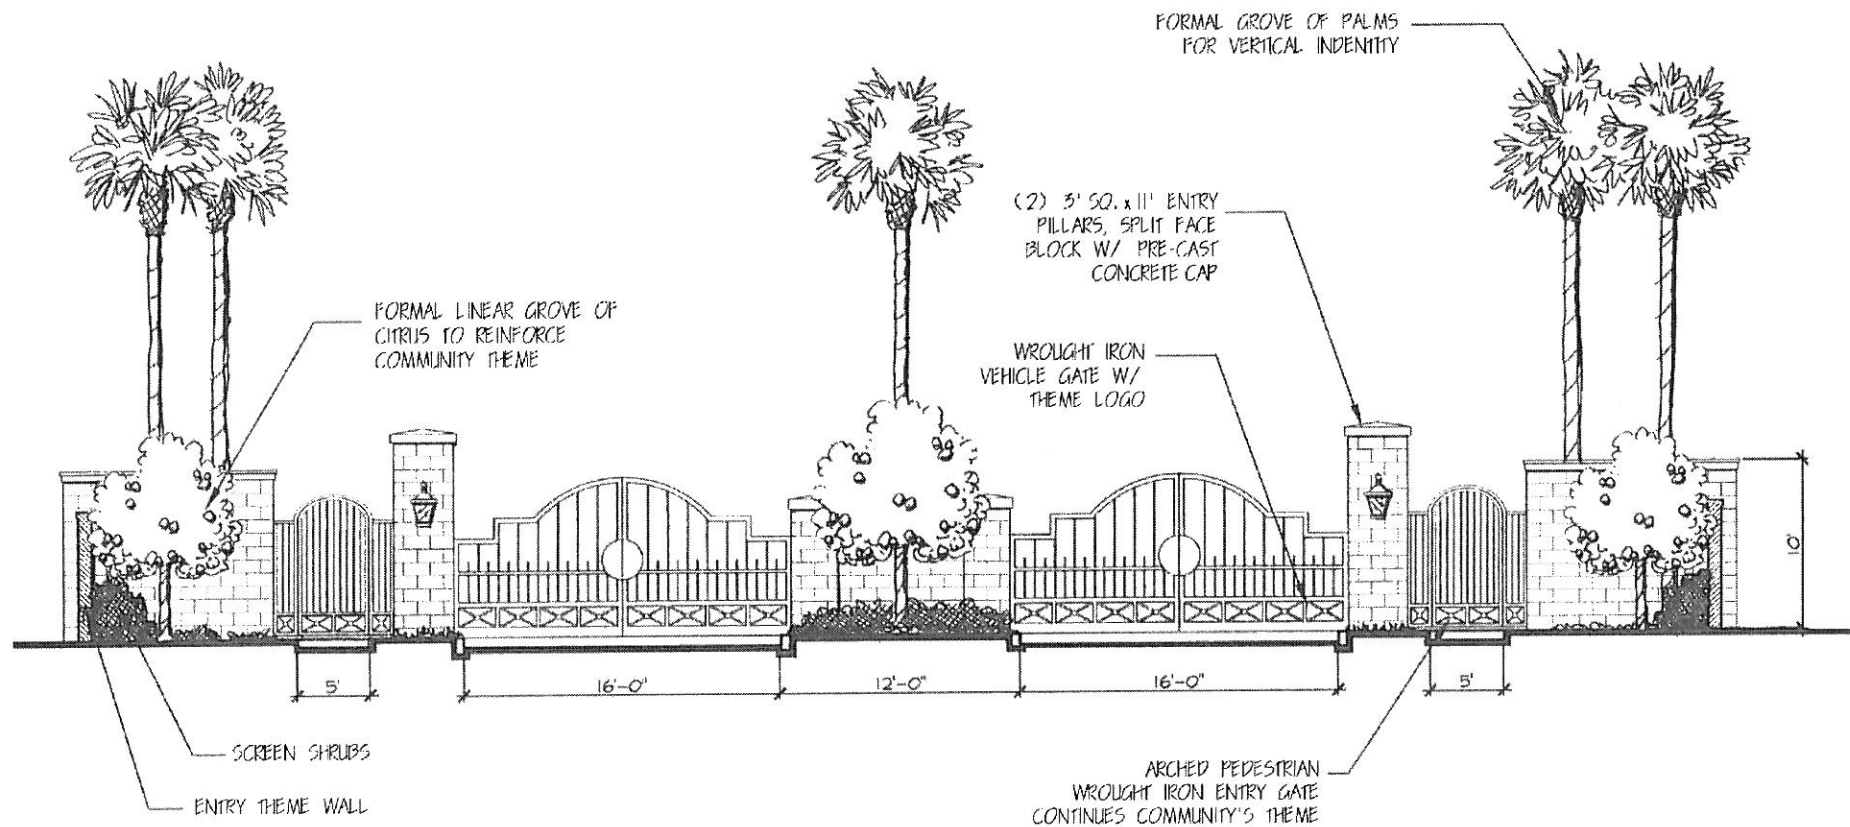 FORMAL GROVE OF PALMS
FOR VERTICAL INDENTITY
(2) 3' SQ. x 11' ENTRY
PILLARS, SPLIT FACE
BLOCK W/ PRE-CAST
CONCRETE CAP
FORMAL LINEAR GROVE OF
CITRUS TO REINFORCE
COMMUNITY THEME
WROUGHT IRON
VEHICLE GATE W/
THEME LOGO
10'
5'
16'-0"
12'-0"
16'-0"
5'
SCREEN SHRUBS
ENTRY THEME WALL
ARCHED PEDESTRIAN
WROUGHT IRON ENTRY GATE
CONTINUES COMMUNITY'S THEME